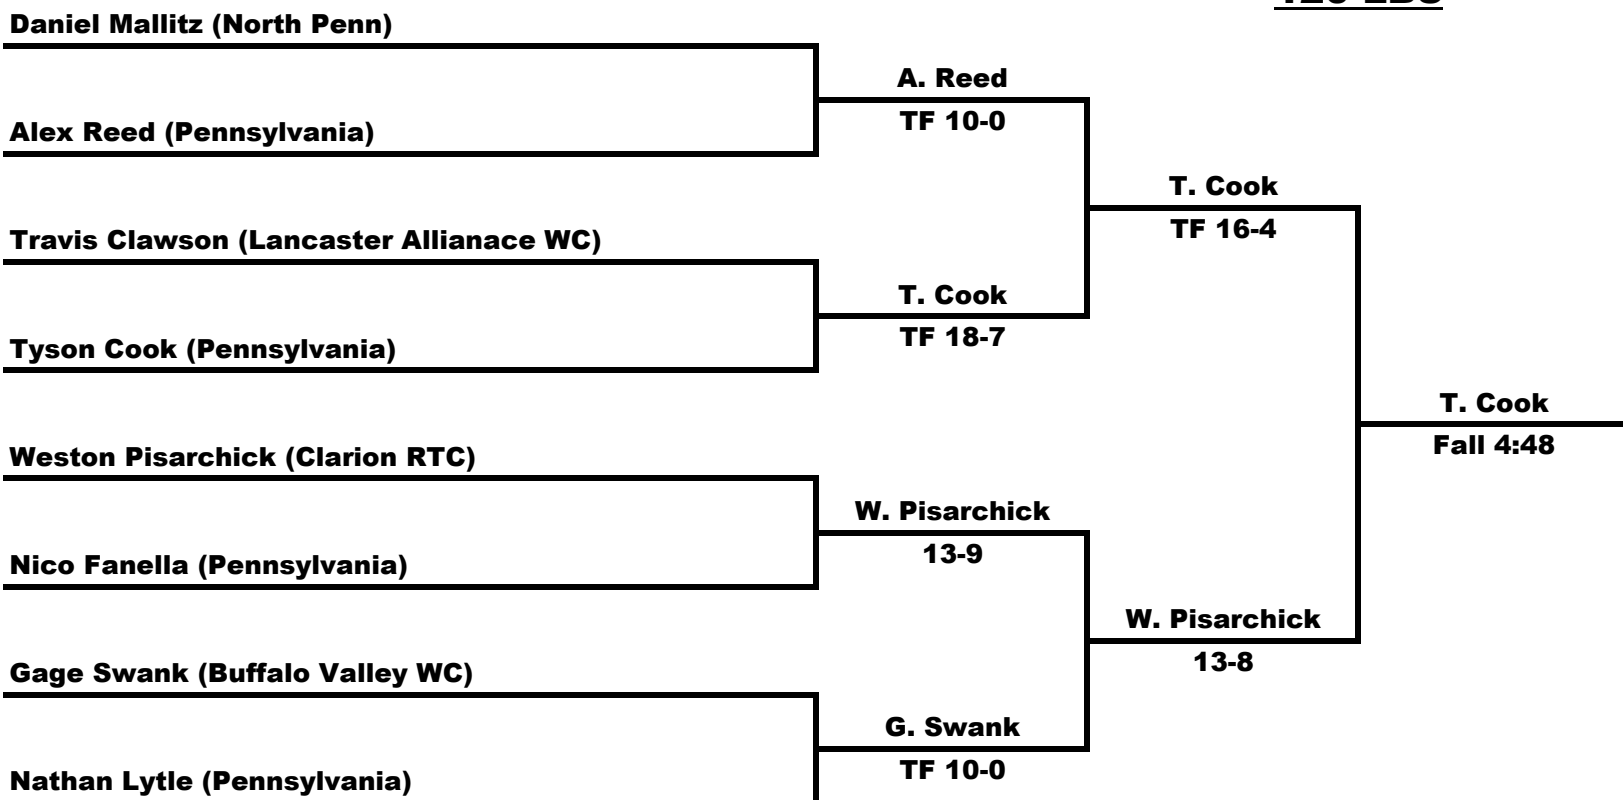 Daniel Mallitz (North Penn)
A. Reed
TF 10-0
Alex Reed (Pennsylvania)
T. Cook
TF 16-4
Travis Clawson (Lancaster Allianace WC)
T. Cook
TF 18-7
Tyson Cook (Pennsylvania)
T. Cook
Fall 4:48
Weston Pisarchick (Clarion RTC)
W. Pisarchick
13-9
Nico Fanella (Pennsylvania)
W. Pisarchick
13-8
Gage Swank (Buffalo Valley WC)
G. Swank
TF 10-0
Nathan Lytle (Pennsylvania)